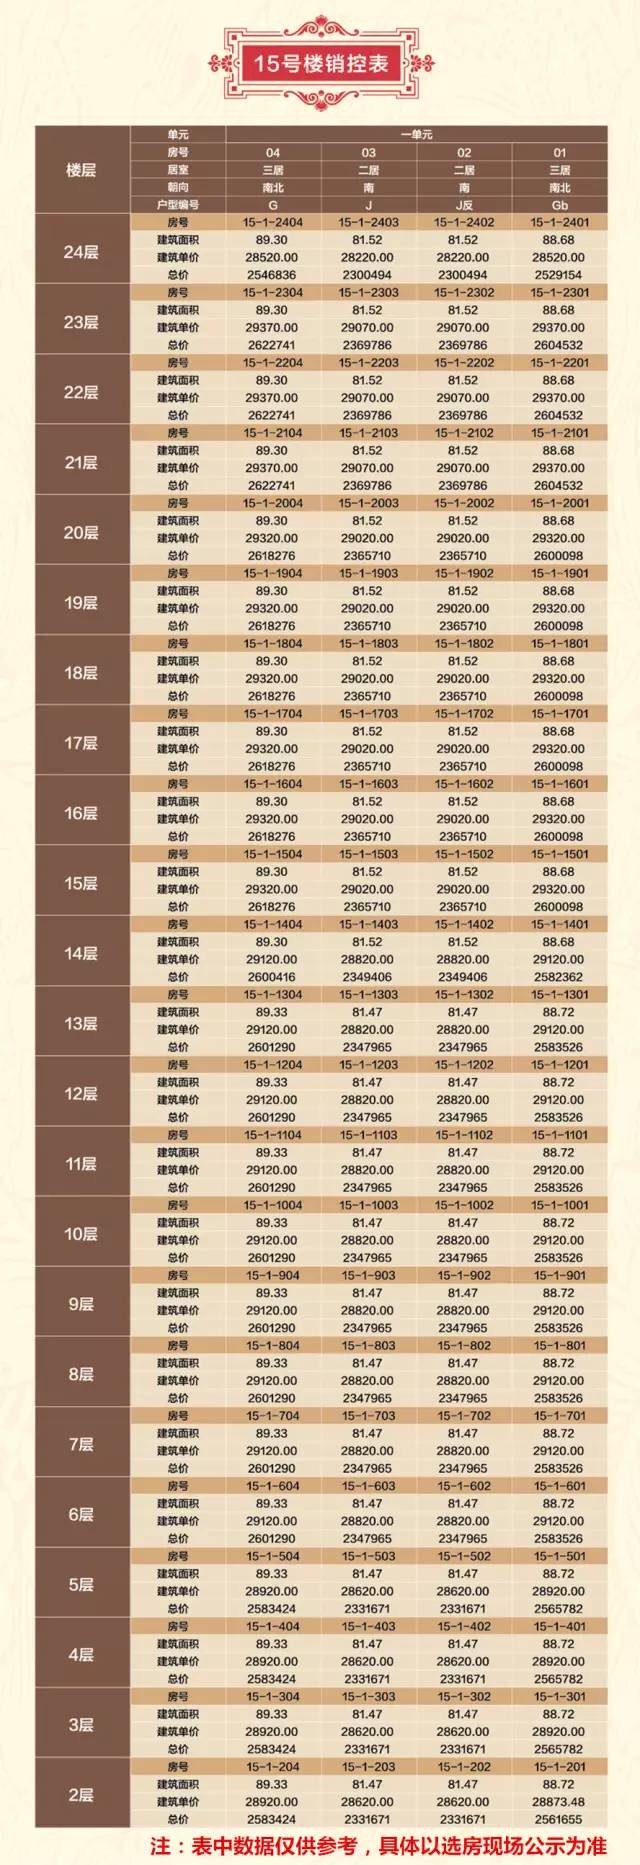 15号楼销控表
楼层 单元 一单元
房号 04 03 02 01
居室 三居 二居 二居 三居
朝向 南北 南 南 南北
户型编号 G J J反 Gb
24层
房号 15-1-2404 15-1-2403 15-1-2402 15-1-2401
建筑面积 89.30 81.52 81.52 88.68
建筑单价 28520.00 28220.00 28220.00 28520.00
总价 2546836 2300494 2300494 2529154
23层
房号 15-1-2304 15-1-2303 15-1-2302 15-1-2301
建筑面积 89.30 81.52 81.52 88.68
建筑单价 29370.00 29070.00 29070.00 29370.00
总价 2622741 2369786 2369786 2604532
22层
房号 15-1-2204 15-1-2203 15-1-2202 15-1-2201
建筑面积 89.30 81.52 81.52 88.68
建筑单价 29370.00 29070.00 29070.00 29370.00
总价 2622741 2369786 2369786 2604532
21层
房号 15-1-2104 15-1-2103 15-1-2102 15-1-2101
建筑面积 89.30 81.52 81.52 88.68
建筑单价 29370.00 29070.00 29070.00 29370.00
总价 2622741 2369786 2369786 2604532
20层
房号 15-1-2004 15-1-2003 15-1-2002 15-1-2001
建筑面积 89.30 81.52 81.52 88.68
建筑单价 29320.00 29020.00 29020.00 29320.00
总价 2618276 2365710 2365710 2600098
19层
房号 15-1-1904 15-1-1903 15-1-1902 15-1-1901
建筑面积 89.30 81.52 81.52 88.68
建筑单价 29320.00 29020.00 29020.00 29320.00
总价 2618276 2365710 2365710 2600098
18层
房号 15-1-1804 15-1-1803 15-1-1802 15-1-1801
建筑面积 89.30 81.52 81.52 88.68
建筑单价 29320.00 29020.00 29020.00 29320.00
总价 2618276 2365710 2365710 2600098
17层
房号 15-1-1704 15-1-1703 15-1-1702 15-1-1701
建筑面积 89.30 81.52 81.52 88.68
建筑单价 29320.00 29020.00 29020.00 29320.00
总价 2618276 2365710 2365710 2600098
16层
房号 15-1-1604 15-1-1603 15-1-1602 15-1-1601
建筑面积 89.30 81.52 81.52 88.68
建筑单价 29320.00 29020.00 29020.00 29320.00
总价 2618276 2365710 2365710 2600098
15层
房号 15-1-1504 15-1-1503 15-1-1502 15-1-1501
建筑面积 89.30 81.52 81.52 88.68
建筑单价 29320.00 29020.00 29020.00 29320.00
总价 2618276 2365710 2365710 2600098
14层
房号 15-1-1404 15-1-1403 15-1-1402 15-1-1401
建筑面积 89.30 81.52 81.52 88.68
建筑单价 29120.00 28820.00 28820.00 29120.00
总价 2600416 2349406 2349406 2582362
13层
房号 15-1-1304 15-1-1303 15-1-1302 15-1-1301
建筑面积 89.33 81.47 81.47 88.72
建筑单价 29120.00 28820.00 28820.00 29120.00
总价 2601290 2347965 2347965 2583526
12层
房号 15-1-1204 15-1-1203 15-1-1202 15-1-1201
建筑面积 89.33 81.47 81.47 88.72
建筑单价 29120.00 28820.00 28820.00 29120.00
总价 2601290 2347965 2347965 2583526
11层
房号 15-1-1104 15-1-1103 15-1-1102 15-1-1101
建筑面积 89.33 81.47 81.47 88.72
建筑单价 29120.00 28820.00 28820.00 29120.00
总价 2601290 2347965 2347965 2583526
10层
房号 15-1-1004 15-1-1003 15-1-1002 15-1-1001
建筑面积 89.33 81.47 81.47 88.72
建筑单价 29120.00 28820.00 28820.00 29120.00
总价 2601290 2347965 2347965 2583526
9层
房号 15-1-904 15-1-903 15-1-902 15-1-901
建筑面积 89.33 81.47 81.47 88.72
建筑单价 29120.00 28820.00 28820.00 29120.00
总价 2601290 2347965 2347965 2583526
8层
房号 15-1-804 15-1-803 15-1-802 15-1-801
建筑面积 89.33 81.47 81.47 88.72
建筑单价 29120.00 28820.00 28820.00 29120.00
总价 2601290 2347965 2347965 2583526
7层
房号 15-1-704 15-1-703 15-1-702 15-1-701
建筑面积 89.33 81.47 81.47 88.72
建筑单价 29120.00 28820.00 28820.00 29120.00
总价 2601290 2347965 2347965 2583526
6层
房号 15-1-604 15-1-603 15-1-602 15-1-601
建筑面积 89.33 81.47 81.47 88.72
建筑单价 29120.00 28820.00 28820.00 29120.00
总价 2601290 2347965 2347965 2583526
5层
房号 15-1-504 15-1-503 15-1-502 15-1-501
建筑面积 89.33 81.47 81.47 88.72
建筑单价 28920.00 28620.00 28620.00 28920.00
总价 2583424 2331671 2331671 2565782
4层
房号 15-1-404 15-1-403 15-1-402 15-1-401
建筑面积 89.33 81.47 81.47 88.72
建筑单价 28920.00 28620.00 28620.00 28920.00
总价 2583424 2331671 2331671 2565782
3层
房号 15-1-304 15-1-303 15-1-302 15-1-301
建筑面积 89.33 81.47 81.47 88.72
建筑单价 28920.00 28620.00 28620.00 28920.00
总价 2583424 2331671 2331671 2565782
2层
房号 15-1-204 15-1-203 15-1-202 15-1-201
建筑面积 89.33 81.47 81.47 88.72
建筑单价 28920.00 28620.00 28620.00 28873.48
总价 2583424 2331671 2331671 2561655
注：表中数据仅供参考，具体以选房现场公示为准